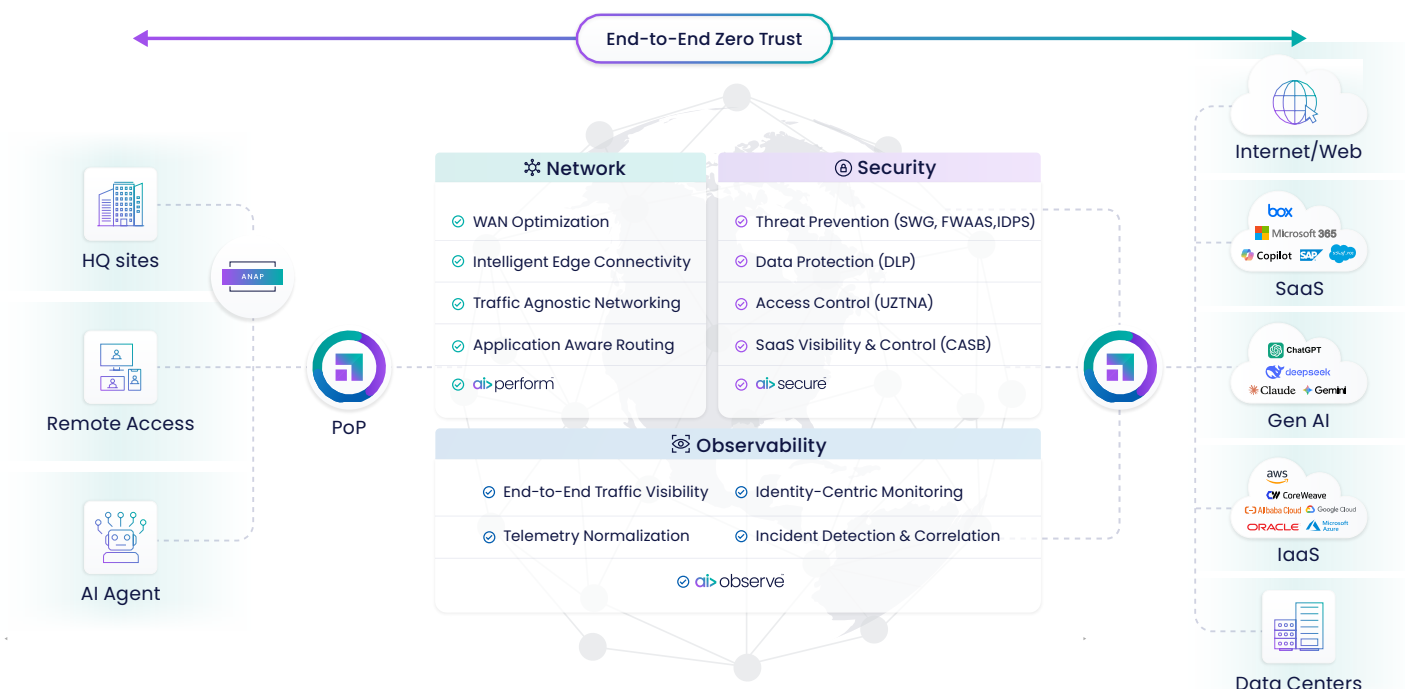 End-to-End Zero Trust
HQ sites
Remote Access
AI Agent
ANAP
PoP
Network
WAN Optimization
Intelligent Edge Connectivity
Traffic Agnostic Networking
Application Aware Routing
ai>perform
Security
Threat Prevention (SWG, FWAAS,IDPS)
Data Protection (DLP)
Access Control (UZTNA)
SaaS Visibility & Control (CASB)
ai>secure
Observability
End-to-End Traffic Visibility
Identity-Centric Monitoring
Telemetry Normalization
Incident Detection & Correlation
ai>observe
Internet/Web
box
Microsoft 365
Copilot
SAP
SaaS
ChatGPT
deepseek
Claude
Gemini
Gen AI
aws
CoreWeave
Alibaba Cloud
Google Cloud
ORACLE
Microsoft
Azure
IaaS
Data Centers